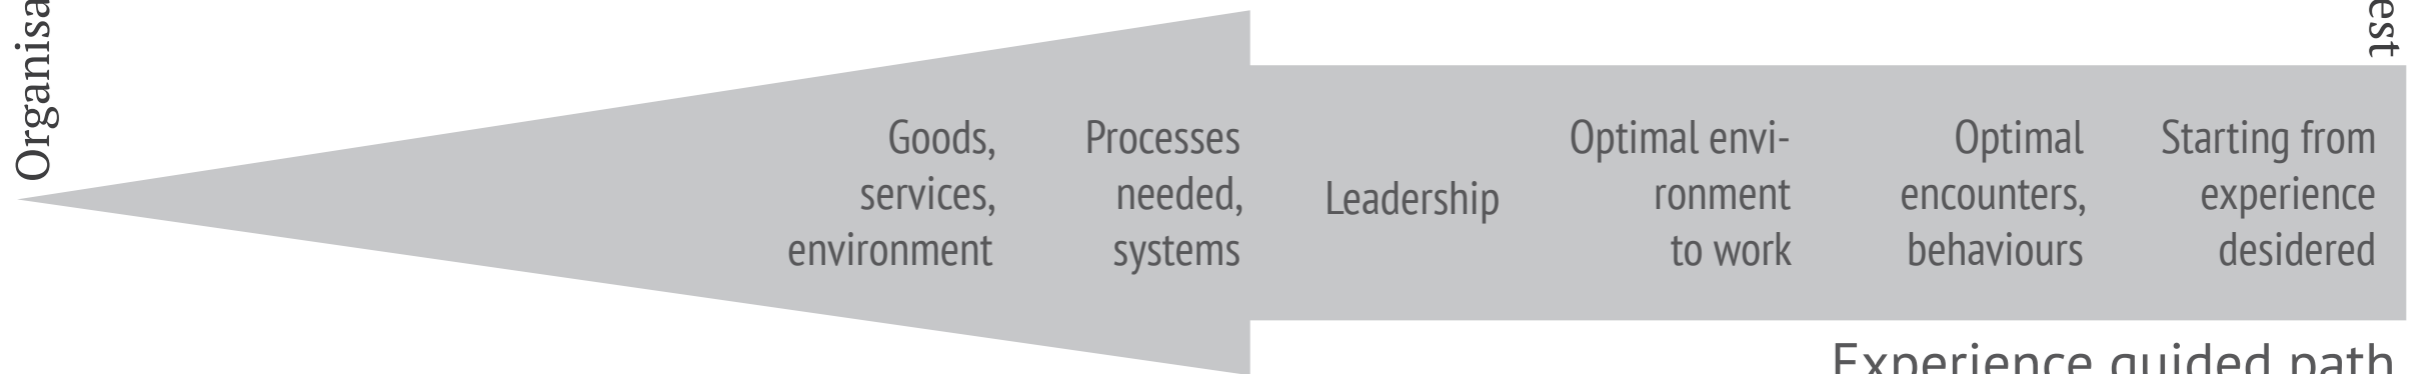 Organisa
est
Goods,
services,
environment
Processes
needed,
systems
Leadership
Optimal envi-
ronment
to work
Optimal
encounters,
behaviours
Starting from
experience
desidered
Experience guided path